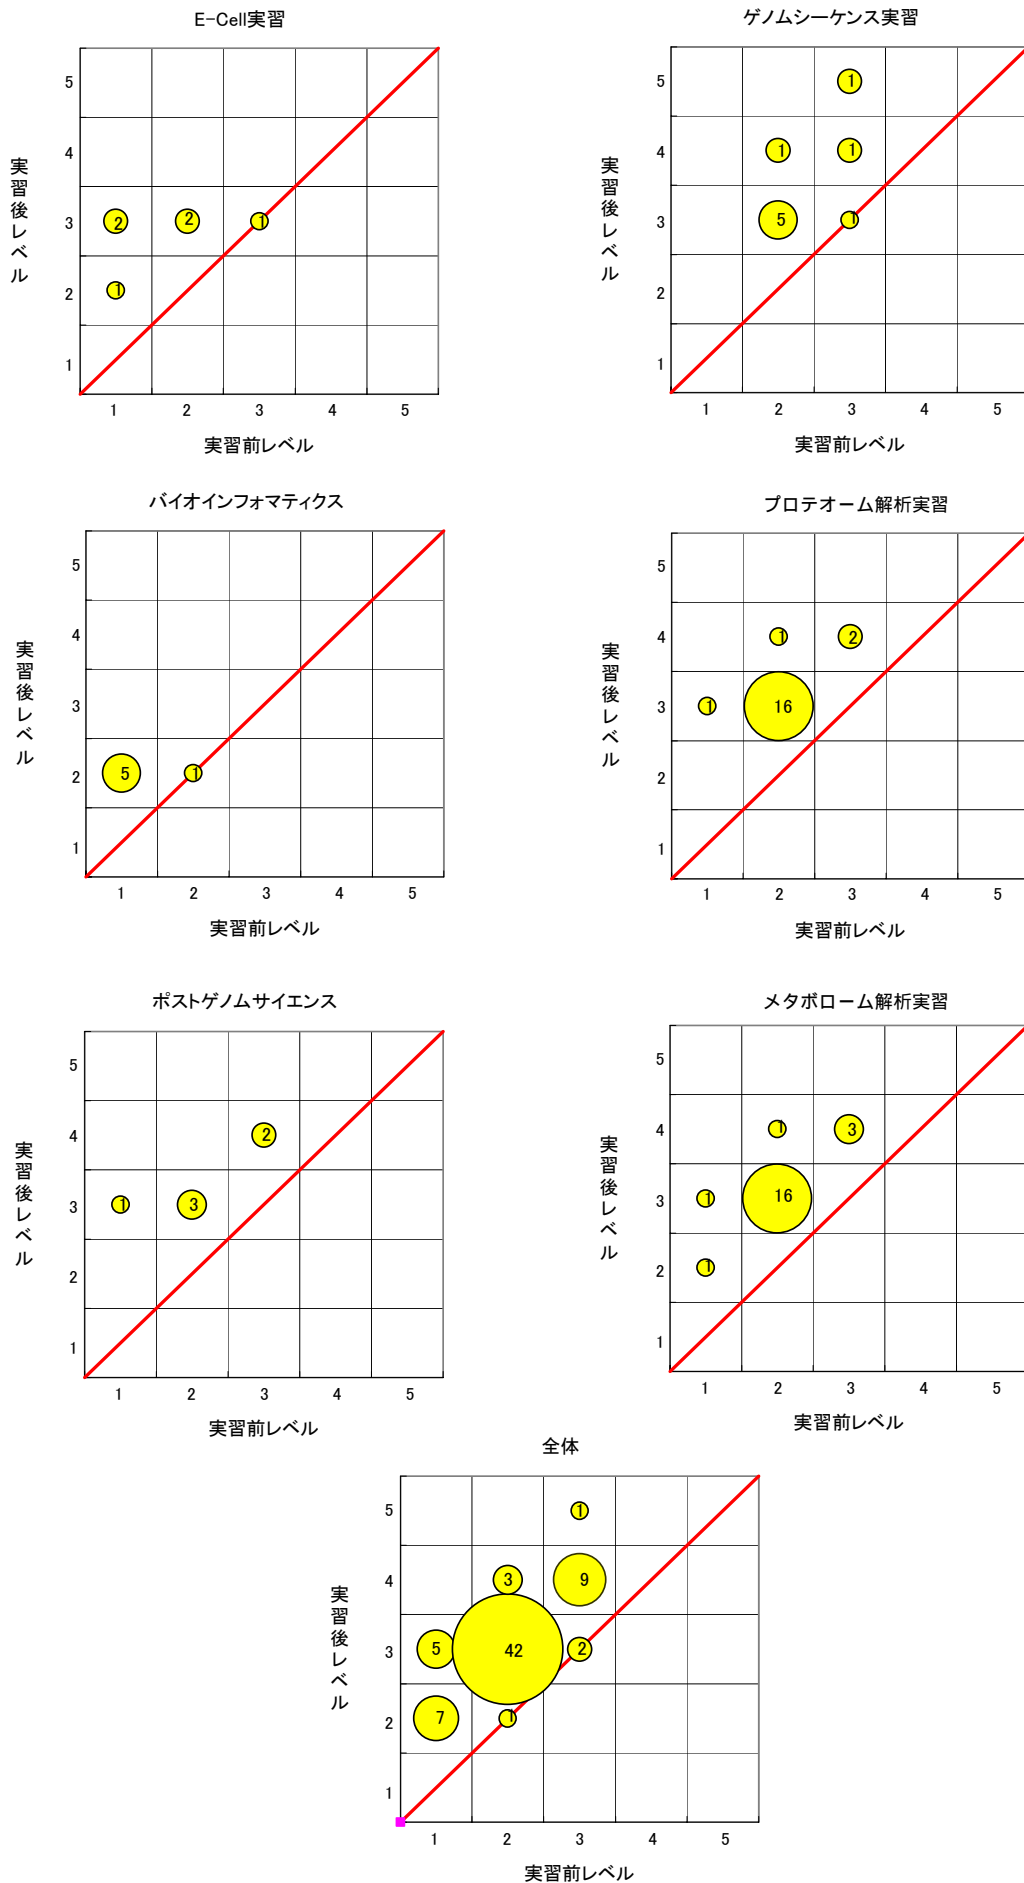 E-Cell実習
5
4
3
2
1
2
2
1
1
1 2 3 4 5
実習後レベル
実習前レベル
ゲノムシーケンス実習
5
4
3
2
1
1
1
1
5
1
1 2 3 4 5
実習後レベル
実習前レベル
バイオインフォマティクス
5
4
3
2
1
5
1
1 2 3 4 5
実習後レベル
実習前レベル
プロテオーム解析実習
5
4
3
2
1
1
2
1
16
1 2 3 4 5
実習後レベル
実習前レベル
ポストゲノムサイエンス
5
4
3
2
1
2
1
3
1 2 3 4 5
実習後レベル
実習前レベル
メタボローム解析実習
5
4
3
2
1
1
3
1
16
1
1 2 3 4 5
実習後レベル
実習前レベル
全体
5
4
3
2
1
1
3
9
5
42
2
7
1
1 2 3 4 5
実習後レベル
実習前レベル